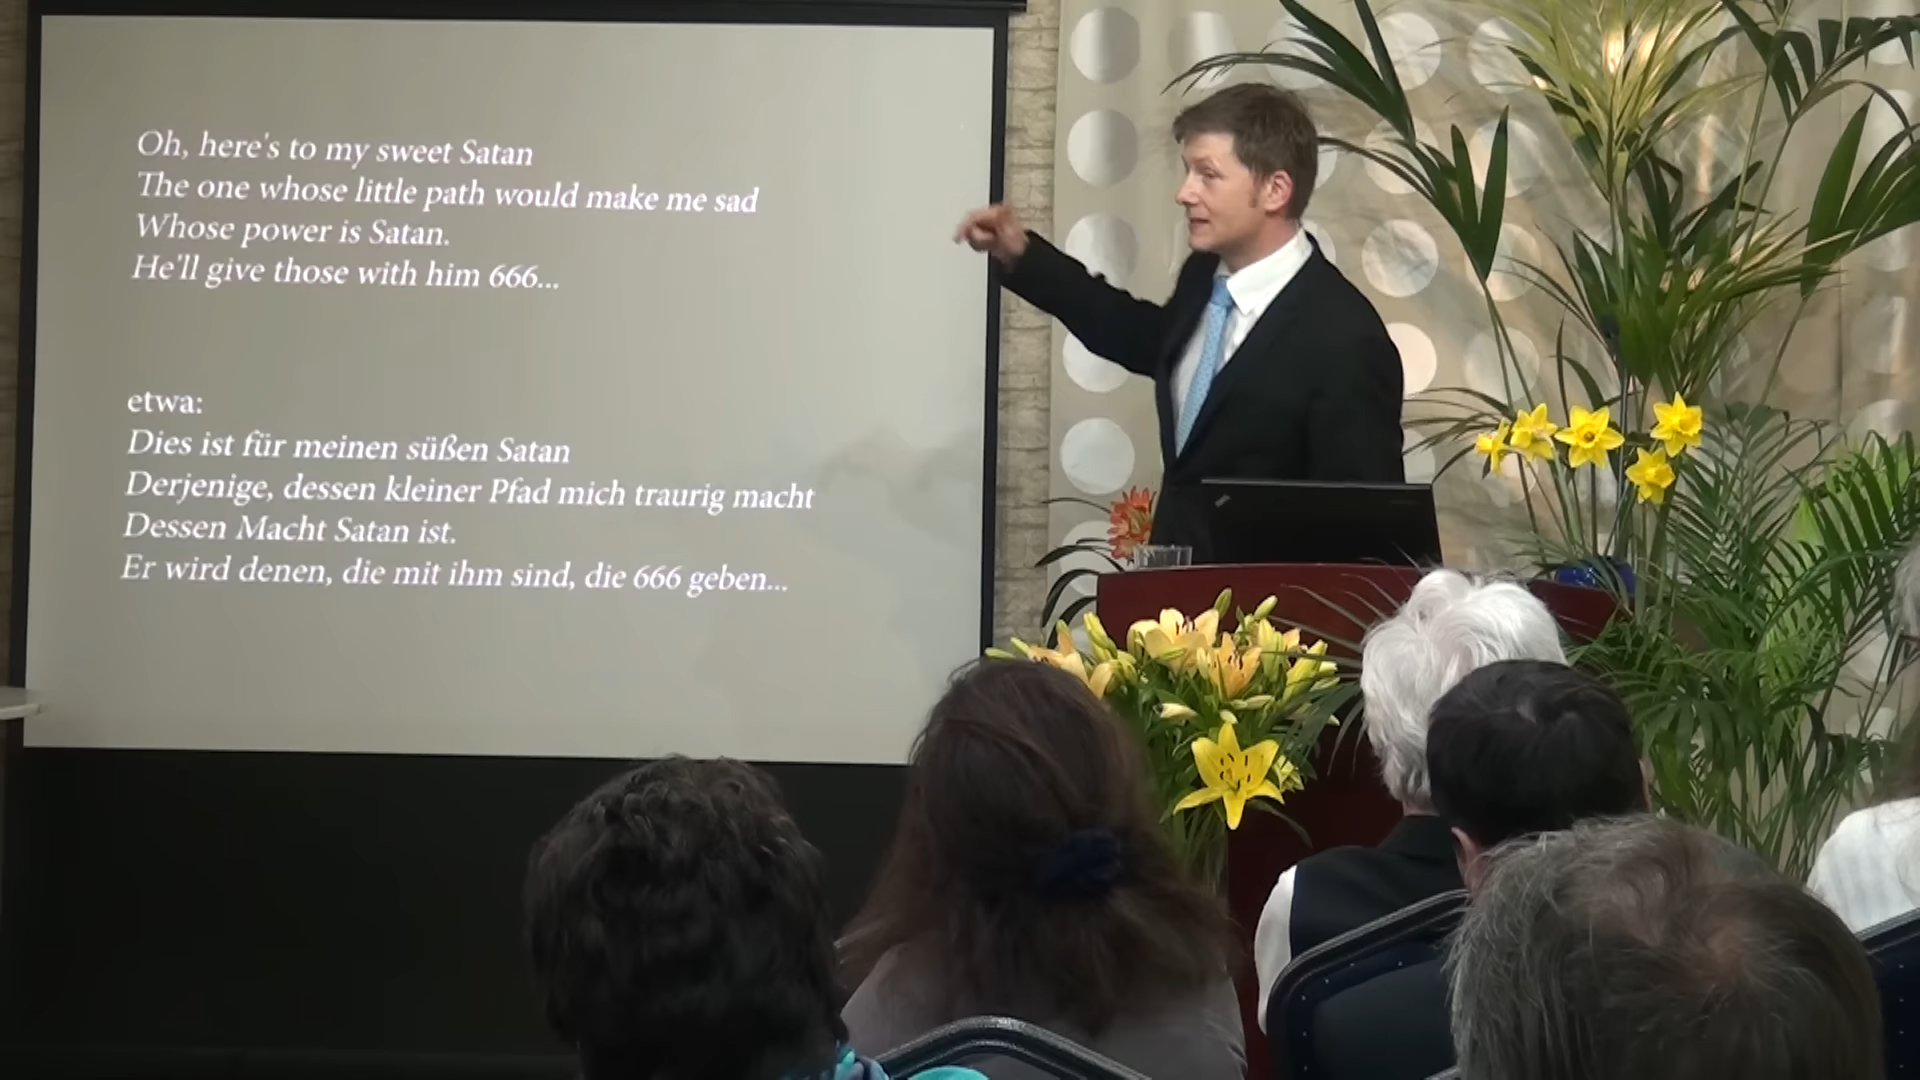 Oh, here's to my sweet Satan
The one whose little path would make me sad
Whose power is Satan.
He'll give those with him 666...
etwa:
Dies ist für meinen süßen Satan
Derjenige, dessen kleiner Pfad mich traurig macht
Dessen Macht Satan ist.
Er wird denen, die mit ihm sind, die 666 geben...